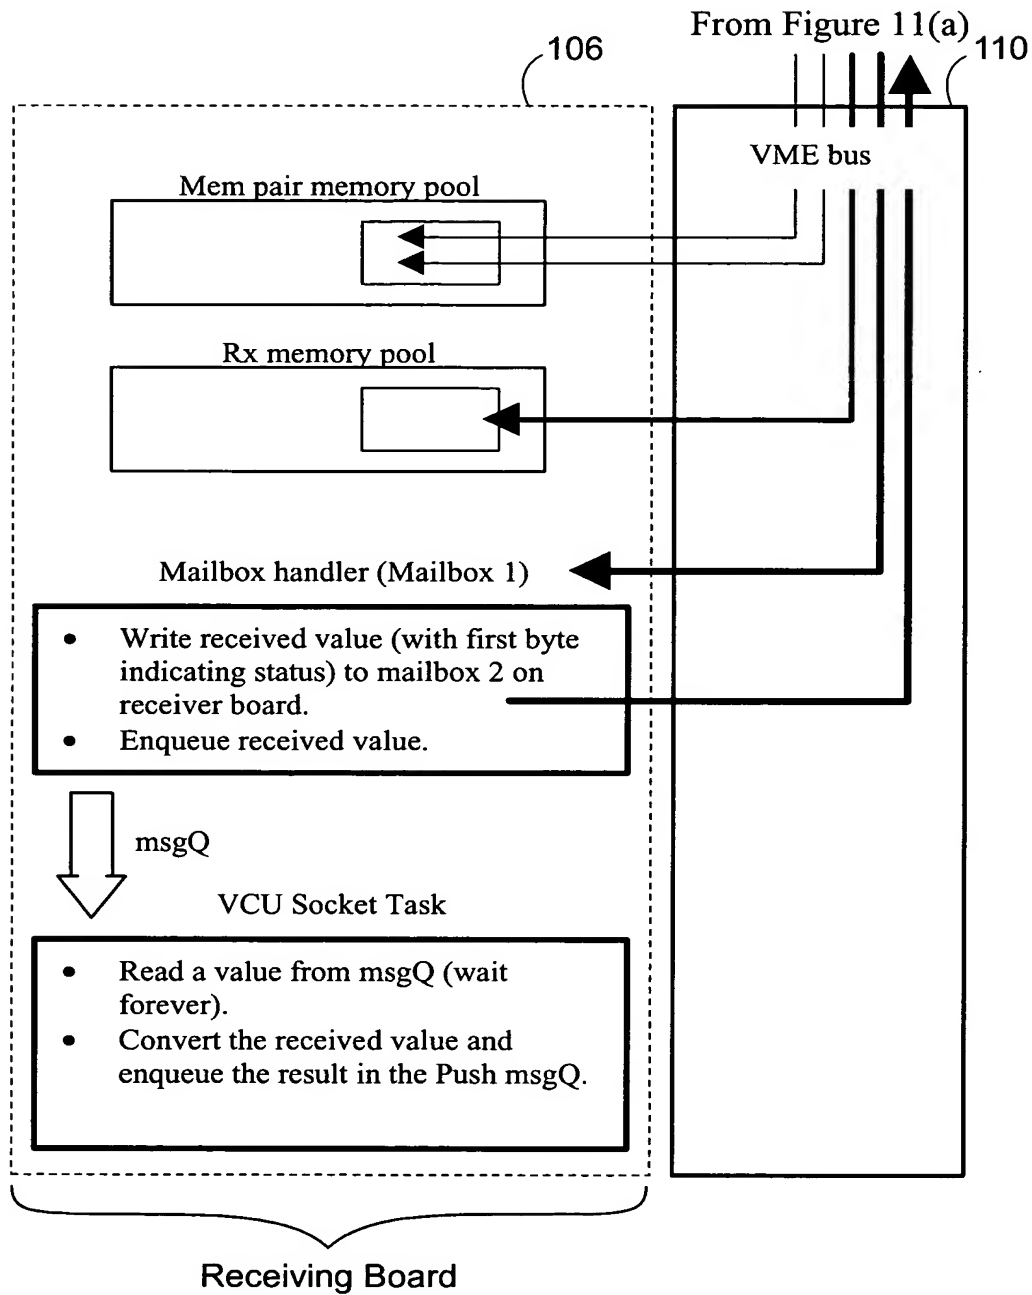 From Figure 11(a)
106
110
VME bus
Mem pair memory pool
Rx memory pool
Mailbox handler (Mailbox 1)
• Write received value (with first byte
indicating status) to mailbox 2 on
receiver board.
• Enqueue received value.
msgQ
VCU Socket Task
• Read a value from msgQ (wait
forever).
• Convert the received value and
enqueue the result in the Push msgQ.
Receiving Board